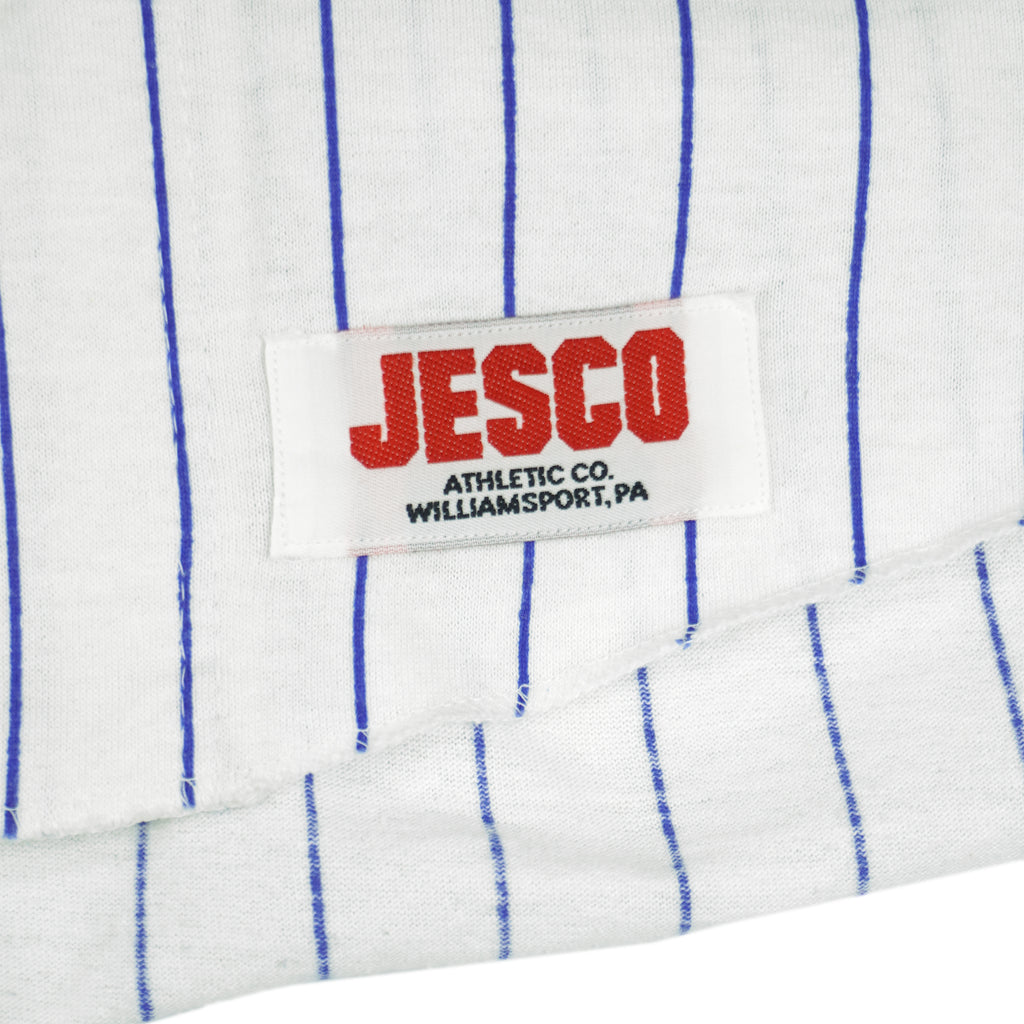 JESCO
ATHLETIC CO.
WILLIAMSPORT, PA